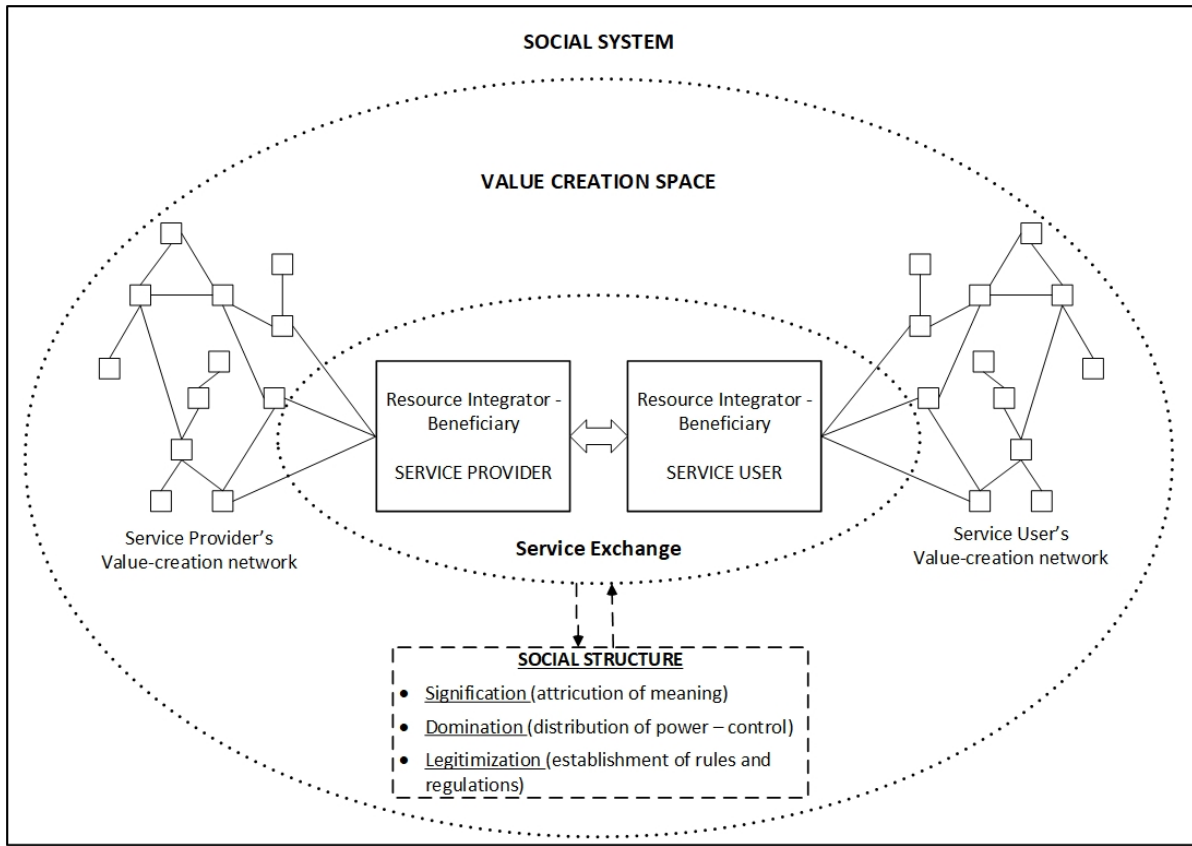 SOCIAL SYSTEM
VALUE CREATION SPACE
Resource Integrator -
Beneficiary
SERVICE PROVIDER
Resource Integrator -
Beneficiary
SERVICE USER
Service Exchange
Service Provider's
Value-creation network
Service User's
Value-creation network
SOCIAL STRUCTURE
• Signification (attricution of meaning)
• Domination (distribution of power – control)
• Legitimization (establishment of rules and
regulations)